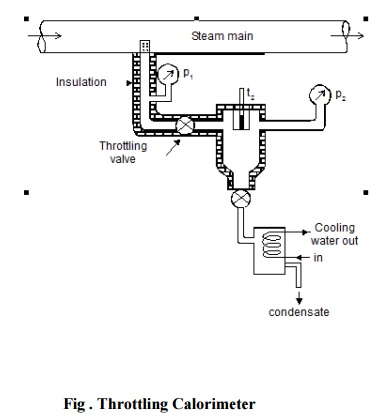 Steam main
Insulation
p1
t2
p2
Throttling
valve
Cooling
water out
in
condensate
Fig . Throttling Calorimeter